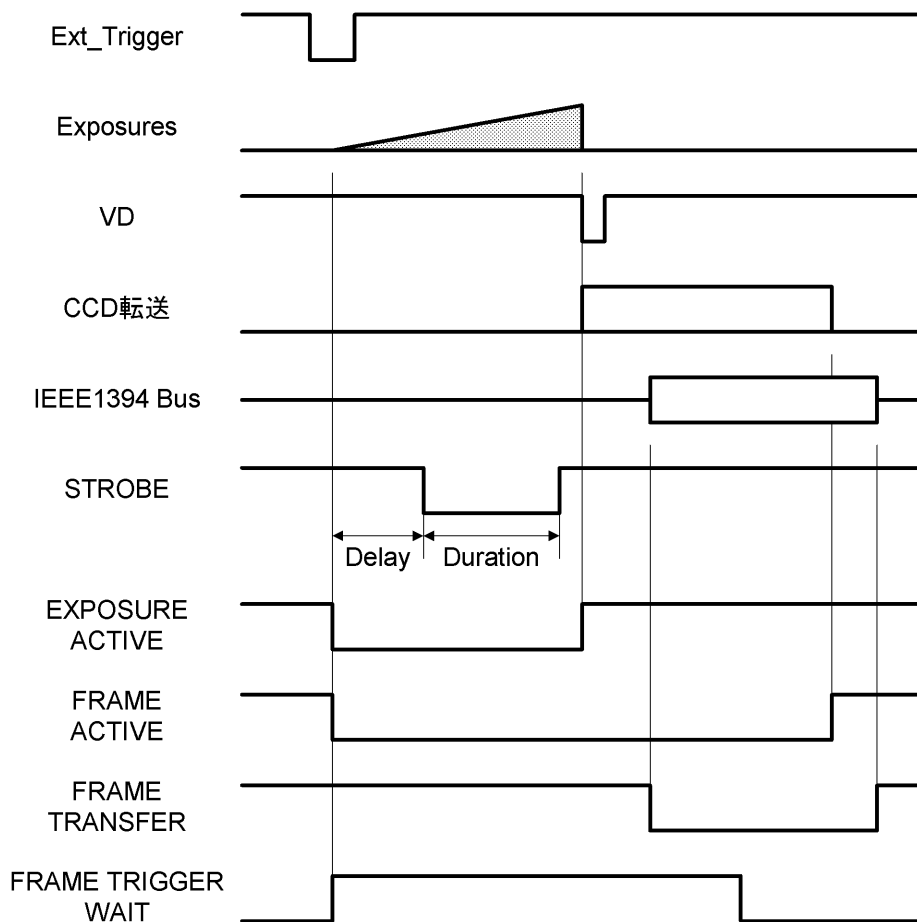 Ext_Trigger
Exposures
VD
CCD転送
IEEE1394 Bus
STROBE
Delay
Duration
EXPOSURE
ACTIVE
FRAME
ACTIVE
FRAME
TRANSFER
FRAME TRIGGER
WAIT